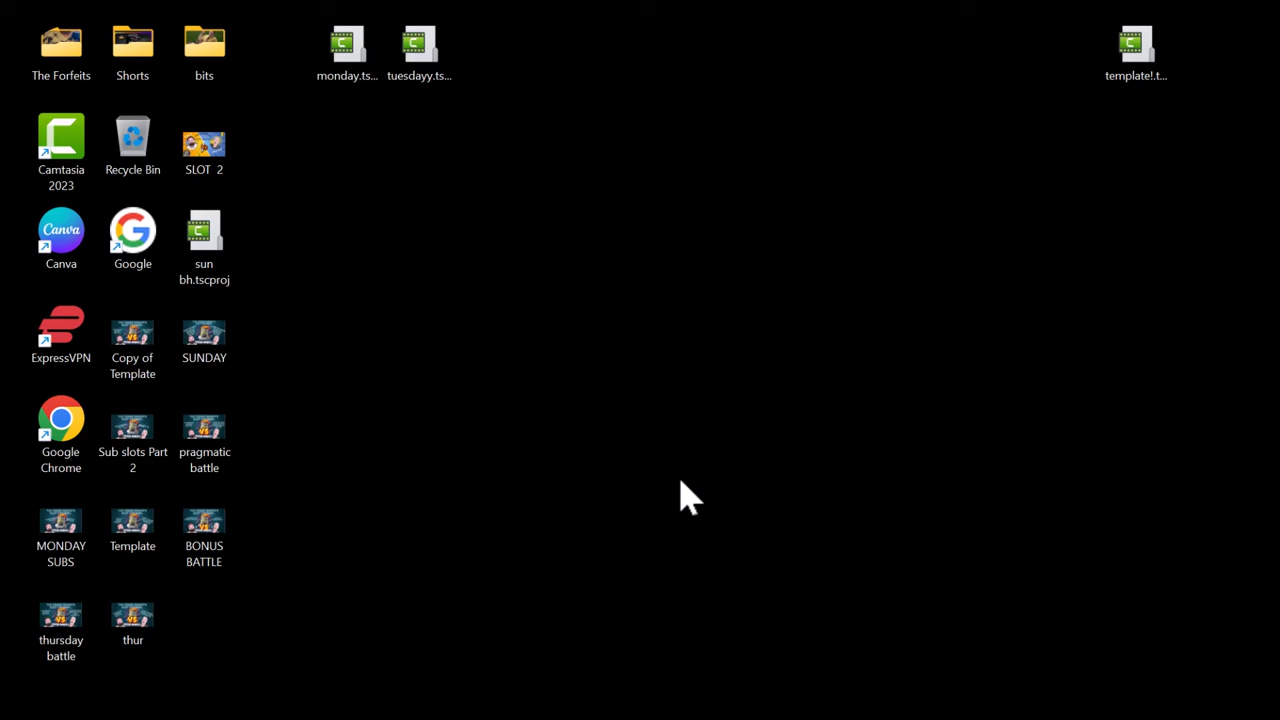 The Forfeits
Shorts
bits
monday.ts...
tuesdayy.ts...
template!.t...
Camtasia
2023
Recycle Bin
SLOT 2
Canva
Canva
Google
sun
bh.tscproj
ExpressVPN
Copy of
Template
SUNDAY
Google
Chrome
Sub slots Part
2
pragmatic
battle
MONDAY
SUBS
Template
BONUS
BATTLE
thursday
battle
thur